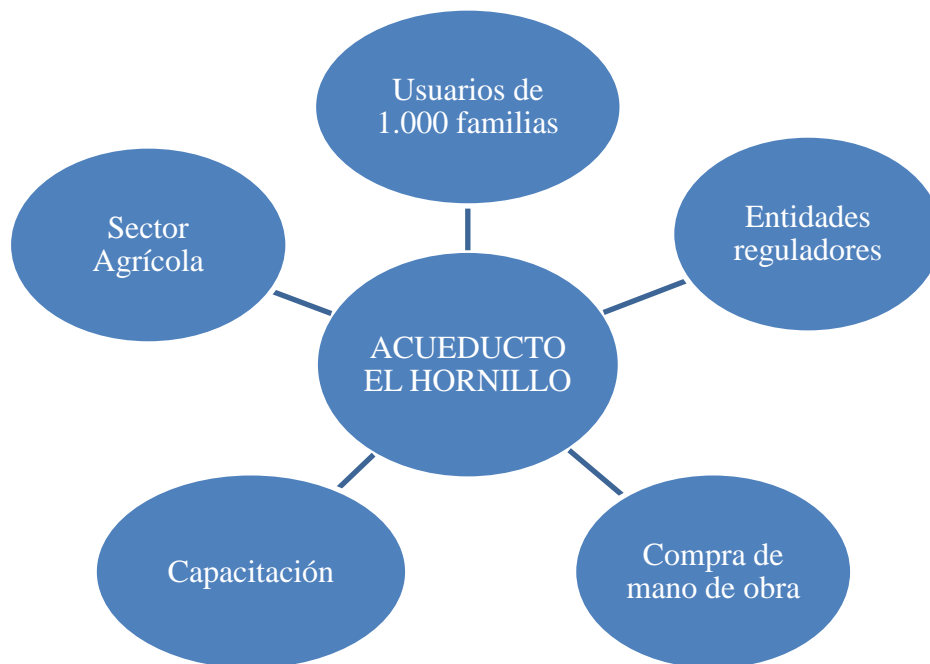 Usuarios de
1.000 familias
Entidades
reguladores
Sector
Agrícola
ACUEDUCTO
EL HORNILLO
Capacitación
Compra de
mano de obra